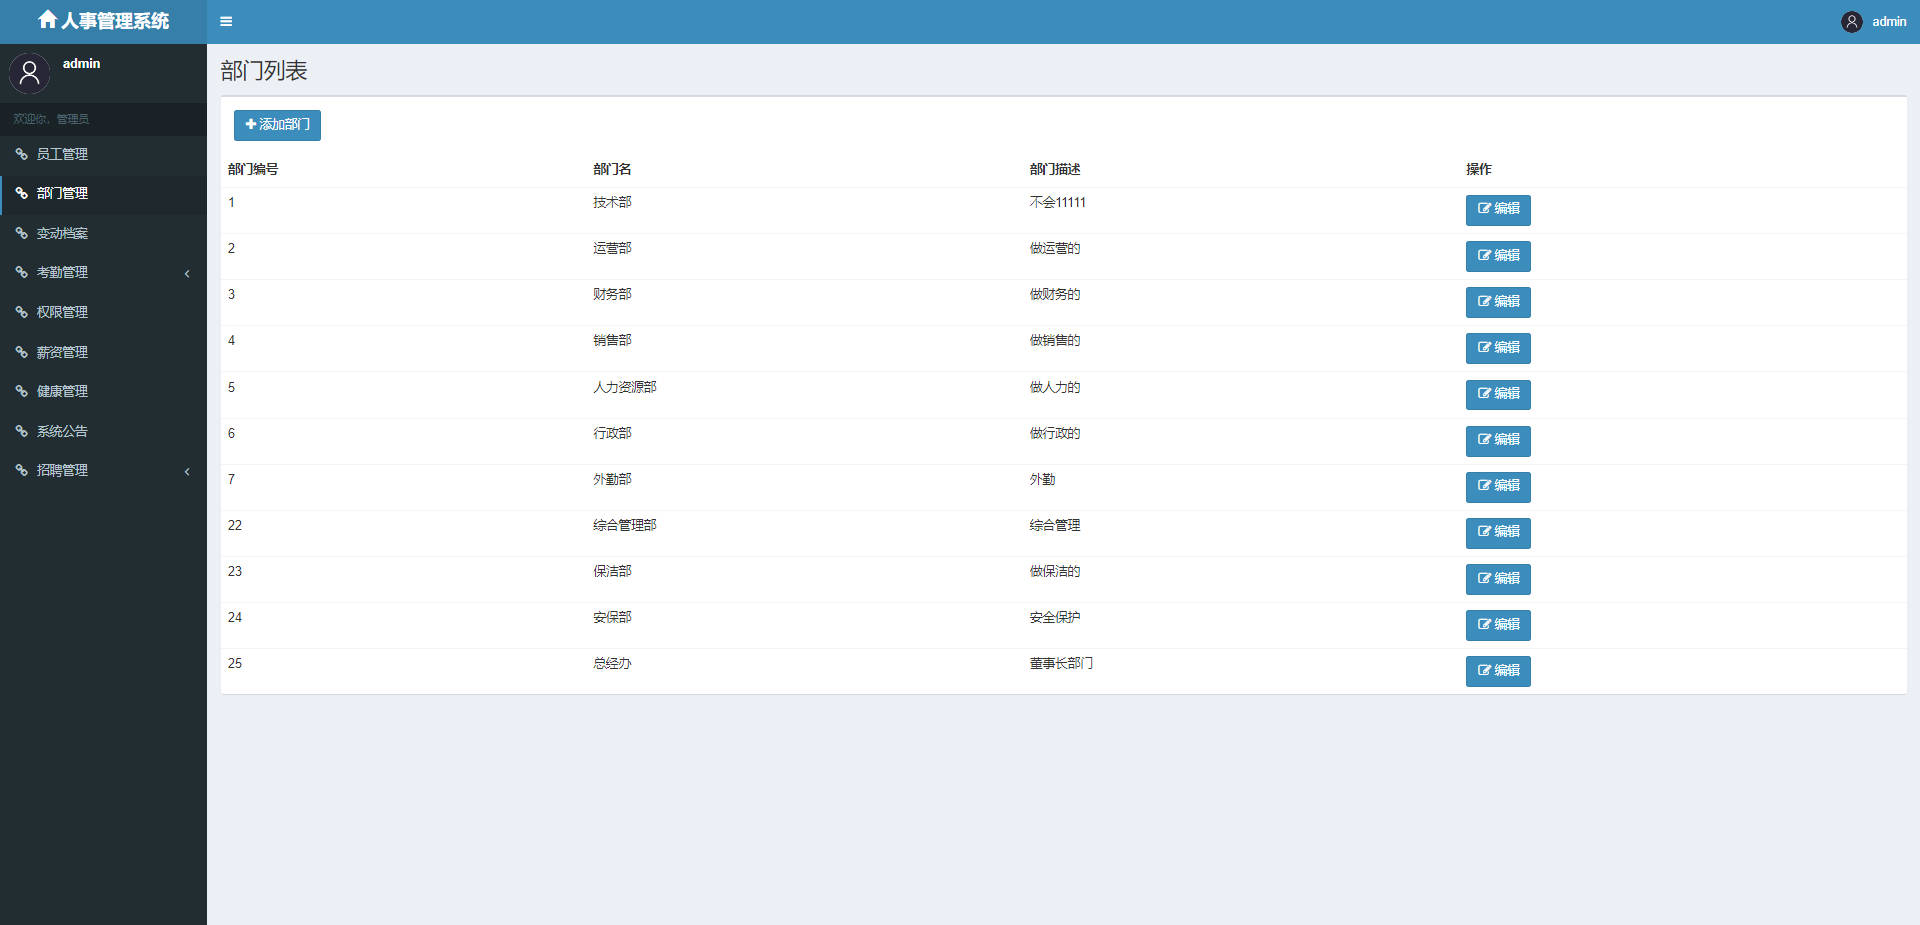 人事管理系统
admin
admin
欢迎你，管理员
员工管理
部门管理
变动档案
考勤管理
权限管理
薪资管理
健康管理
系统公告
招聘管理
部门列表
添加部门
部门编号 部门名 部门描述 操作
1 技术部 不会11111 编辑
2 运营部 做运营的 编辑
3 财务部 做财务的 编辑
4 销售部 做销售的 编辑
5 人力资源部 做人力的 编辑
6 行政部 做行政的 编辑
7 外勤部 外勤 编辑
22 综合管理部 综合管理 编辑
23 保洁部 做保洁的 编辑
24 安保部 安全保护 编辑
25 总经办 董事长部门 编辑